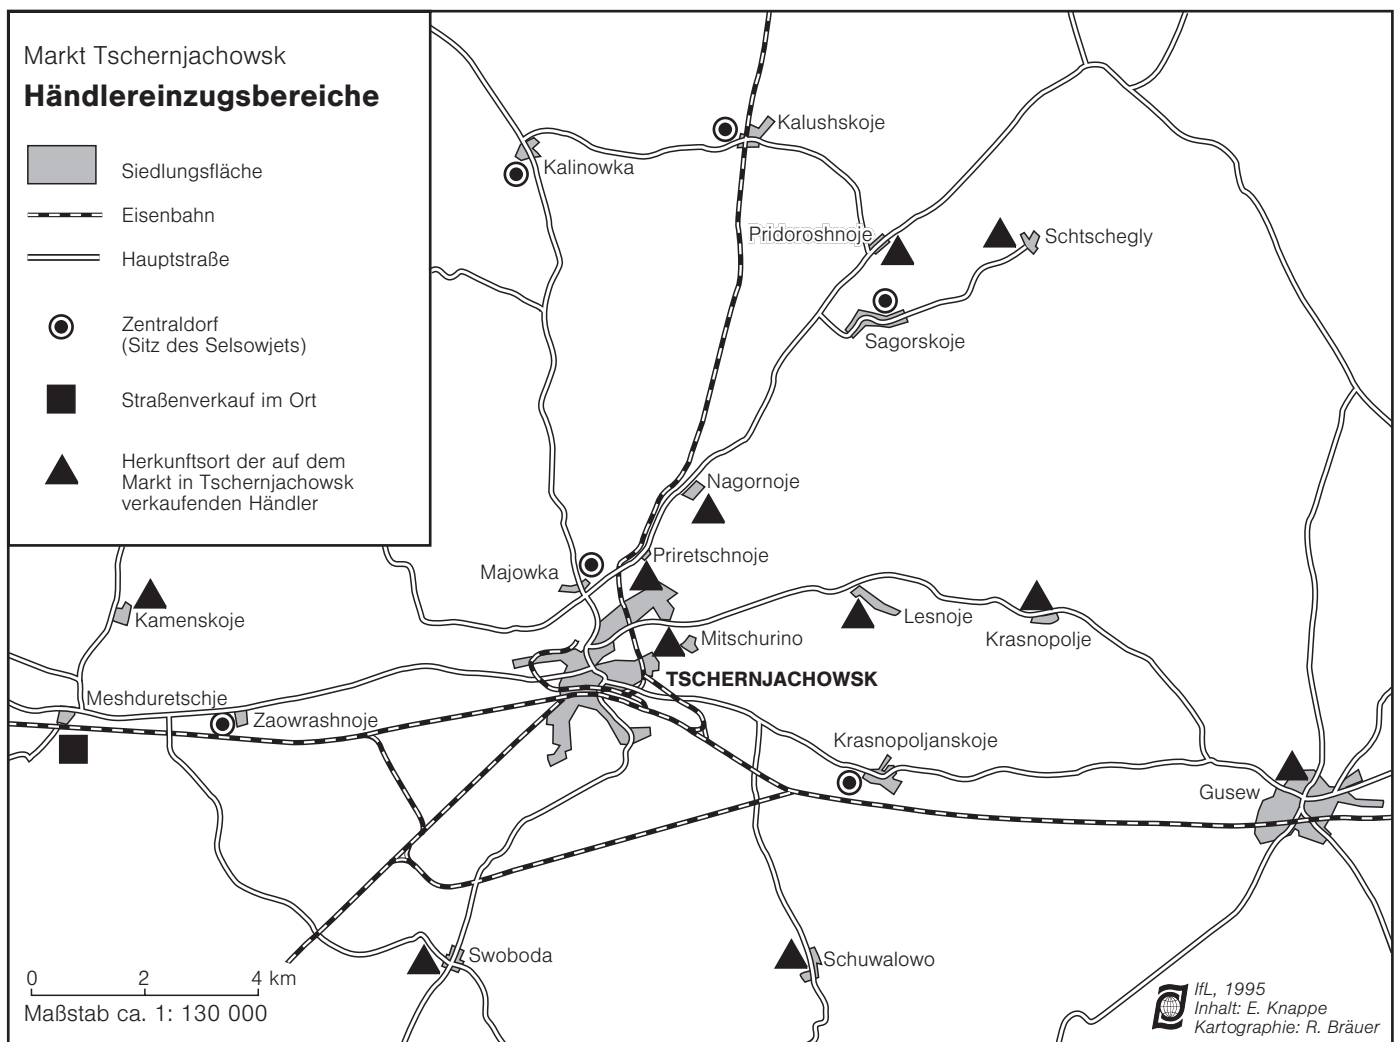 Markt Tschernjachowsk
Händlereinzugsbereiche
Siedlungsfläche
Eisenbahn
Hauptstraße
Zentraldorf
(Sitz des Selsowjets)
Straßenverkauf im Ort
Herkunftsort der auf dem
Markt in Tschernjachowsk
verkaufenden Händler
Kalushskoje
Kalinowka
Pridoroshnoje
Schtschegly
Sagorskoje
Nagornoje
Priretschnoje
Majowka
Kamenskoje
Lesnoje
Krasnopolje
Mitschurino
TSCHERNJACHOWSK
Meshduretschje
Zaowrashnoje
Krasnopoljanskoje
Gusew
Swoboda
Schuwalowo
0 2 4 km
Maßstab ca. 1: 130 000
IfL, 1995
Inhalt: E. Knappe
Kartographie: R. Bräuer